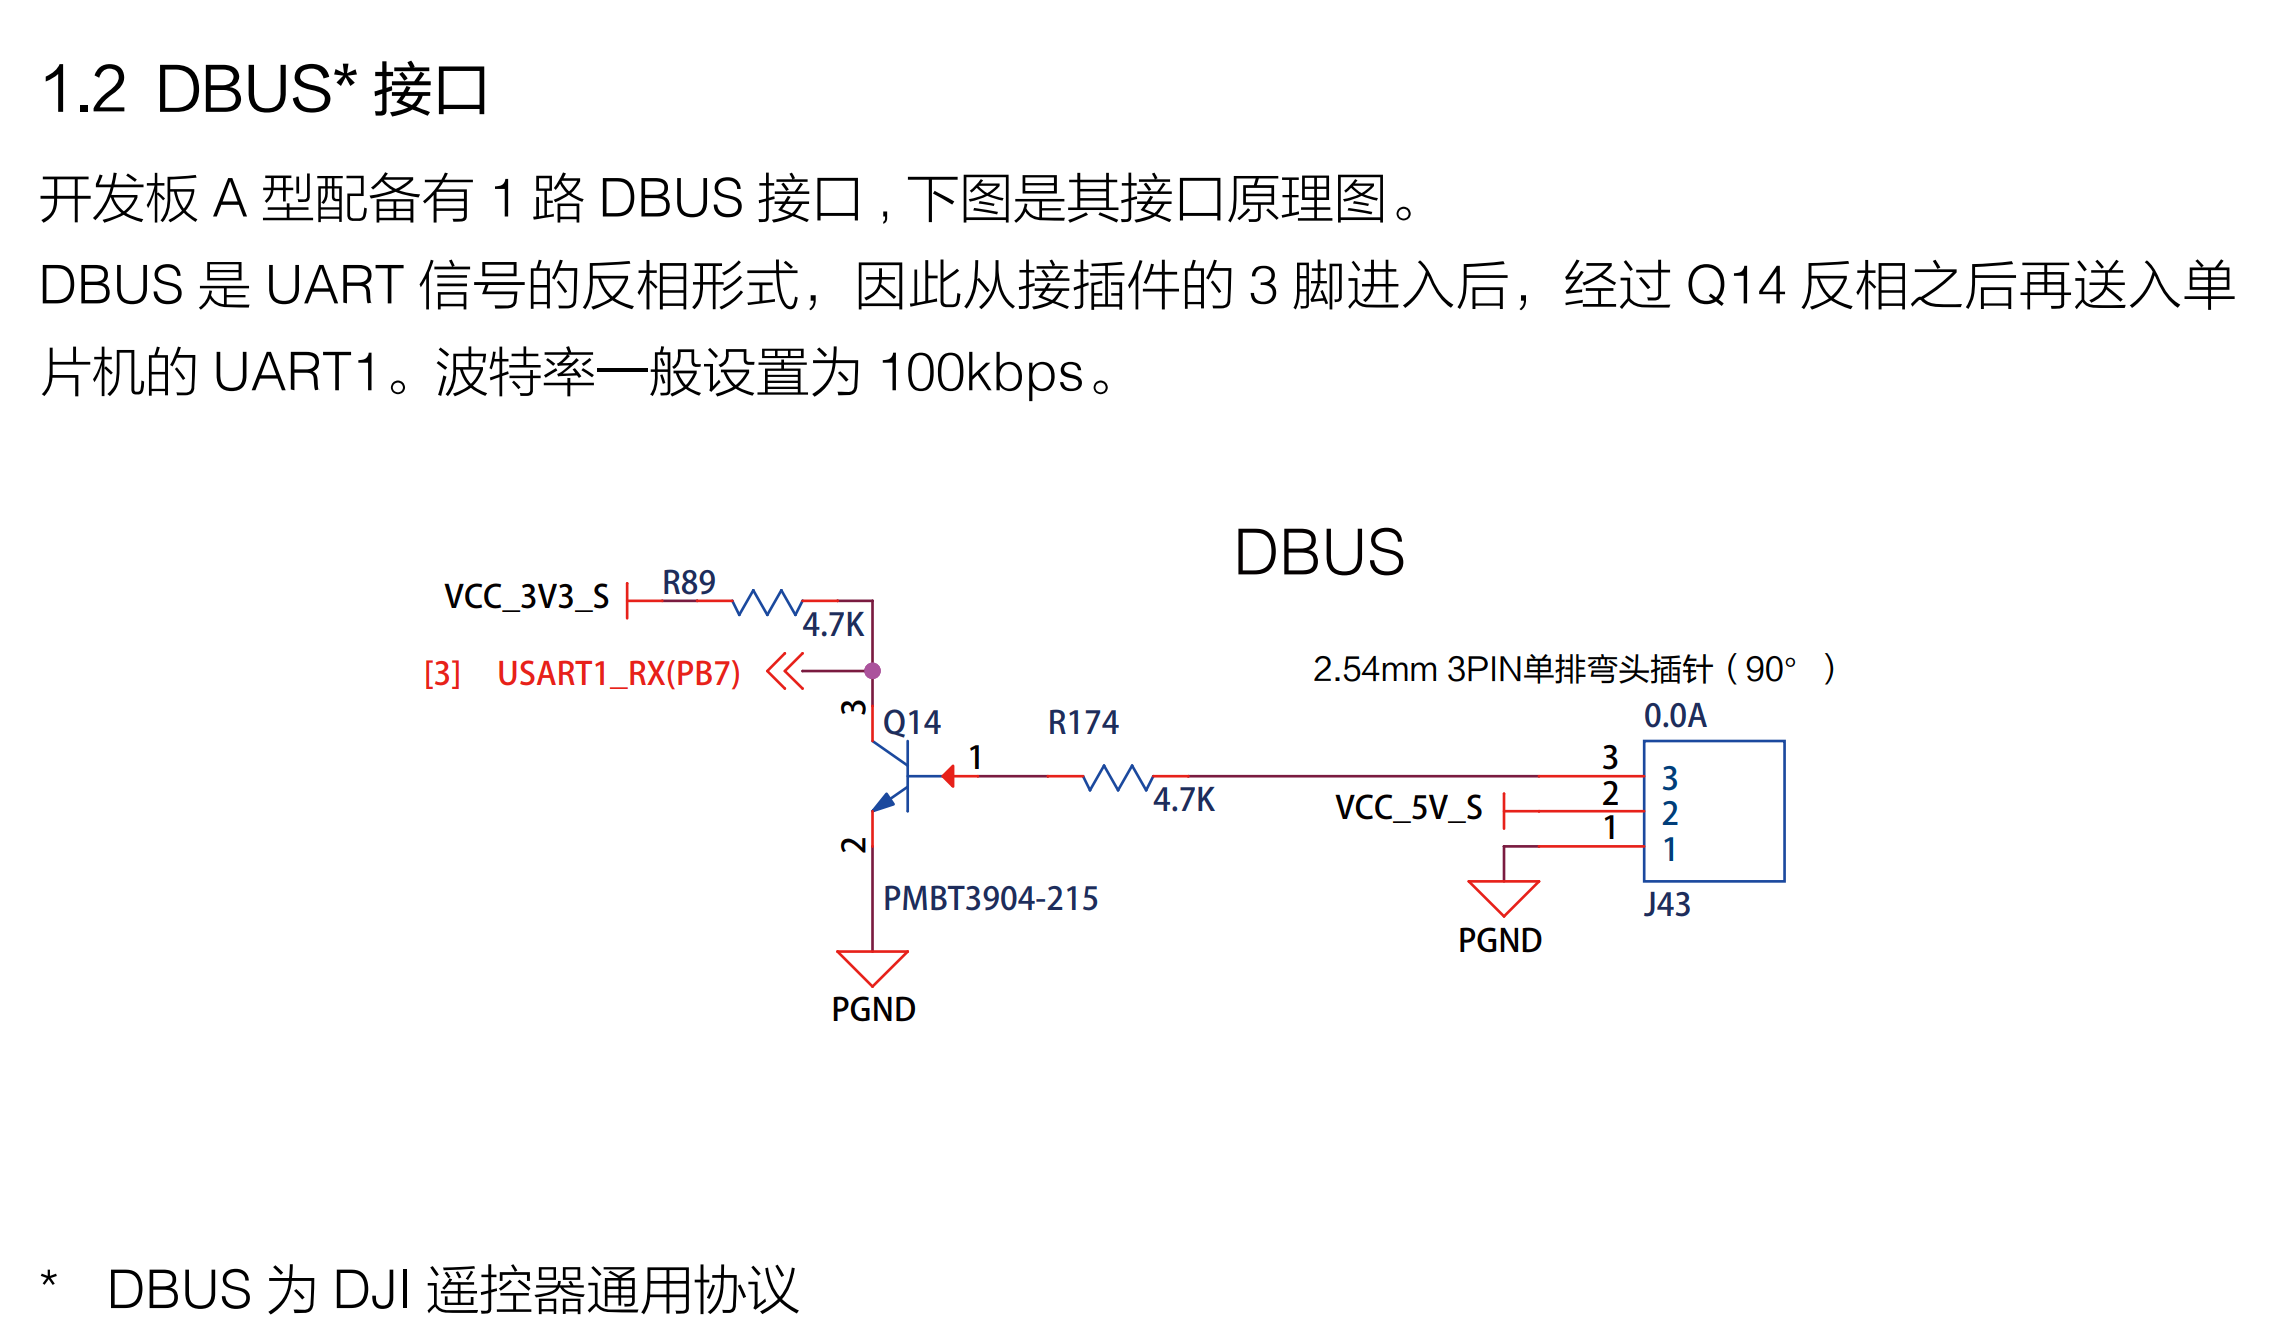 1.2 DBUS* 接口
开发板 A 型配备有 1 路 DBUS 接口 , 下图是其接口原理图。
DBUS 是 UART 信号的反相形式，因此从接插件的 3 脚进入后，经过 Q14 反相之后再送入单
片机的 UART1。波特率一般设置为 100kbps。
DBUS
VCC_3V3_S
R89
4.7K
[3] USART1_RX(PB7)
2.54mm 3PIN单排弯头插针（90° ）
3
Q14
1
R174
4.7K
0.0A
3
3
VCC_5V_S
2
2
1
1
2
PMBT3904-215
J43
PGND
PGND
* DBUS 为 DJI 遥控器通用协议